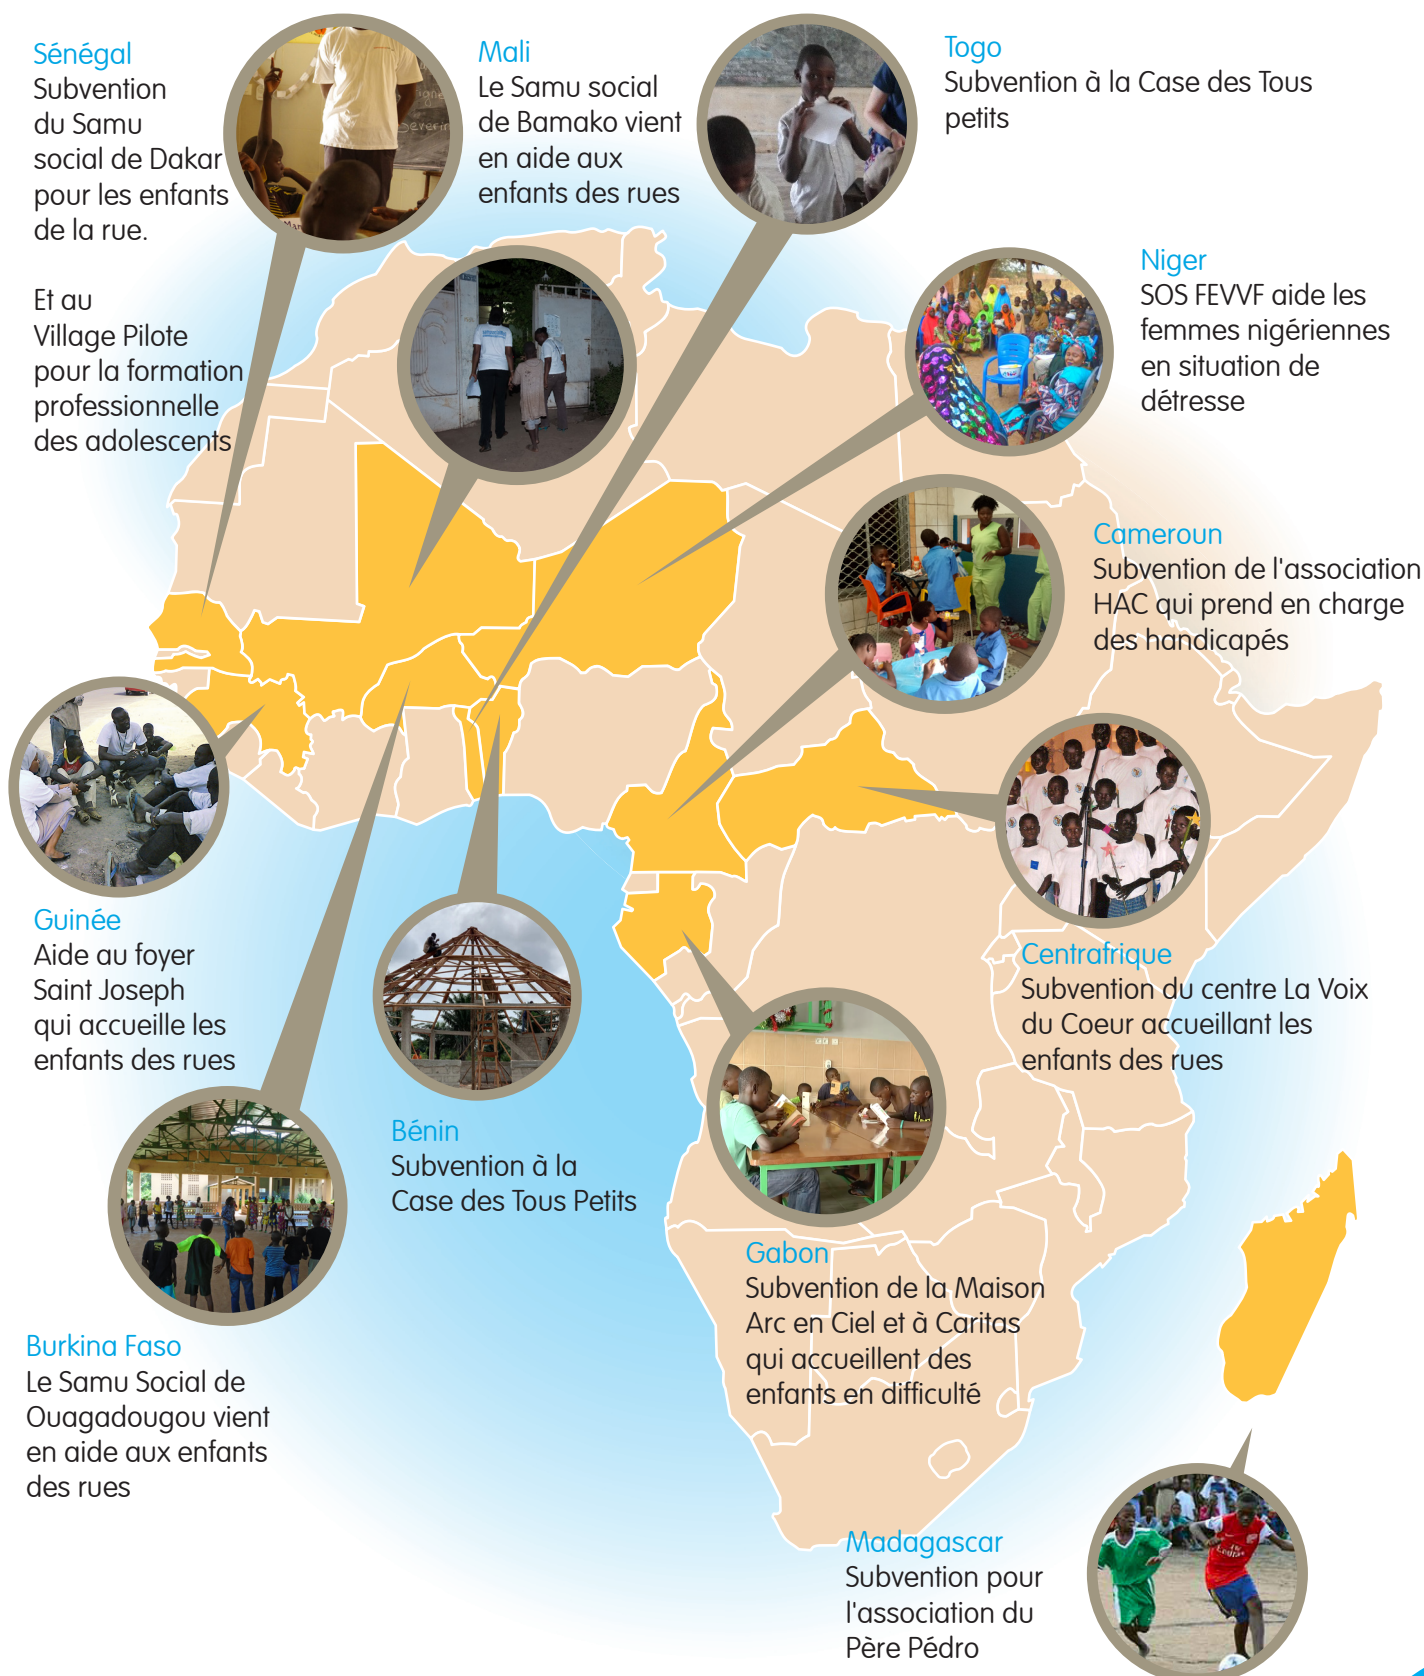 Sénégal
Subvention
du Samu
social de Dakar
pour les enfants
de la rue.
Et au
Village Pilote
pour la formation
professionnelle
des adolescents
Mali
Le Samu social
de Bamako vient
en aide aux
enfants des rues
Togo
Subvention à la Case des Tous
petits
Niger
SOS FEVVF aide les
femmes nigériennes
en situation de
détresse
Cameroun
Subvention de l'association
HAC qui prend en charge
des handicapés
Centrafrique
Subvention du centre La Voix
du Coeur accueillant les
enfants des rues
Guinée
Aide au foyer
Saint Joseph
qui accueille les
enfants des rues
Bénin
Subvention à la
Case des Tous Petits
Gabon
Subvention de la Maison
Arc en Ciel et à Caritas
qui accueillent des
enfants en difficulté
Burkina Faso
Le Samu Social de
Ouagadougou vient
en aide aux enfants
des rues
Madagascar
Subvention pour
l'association du
Père Pédro